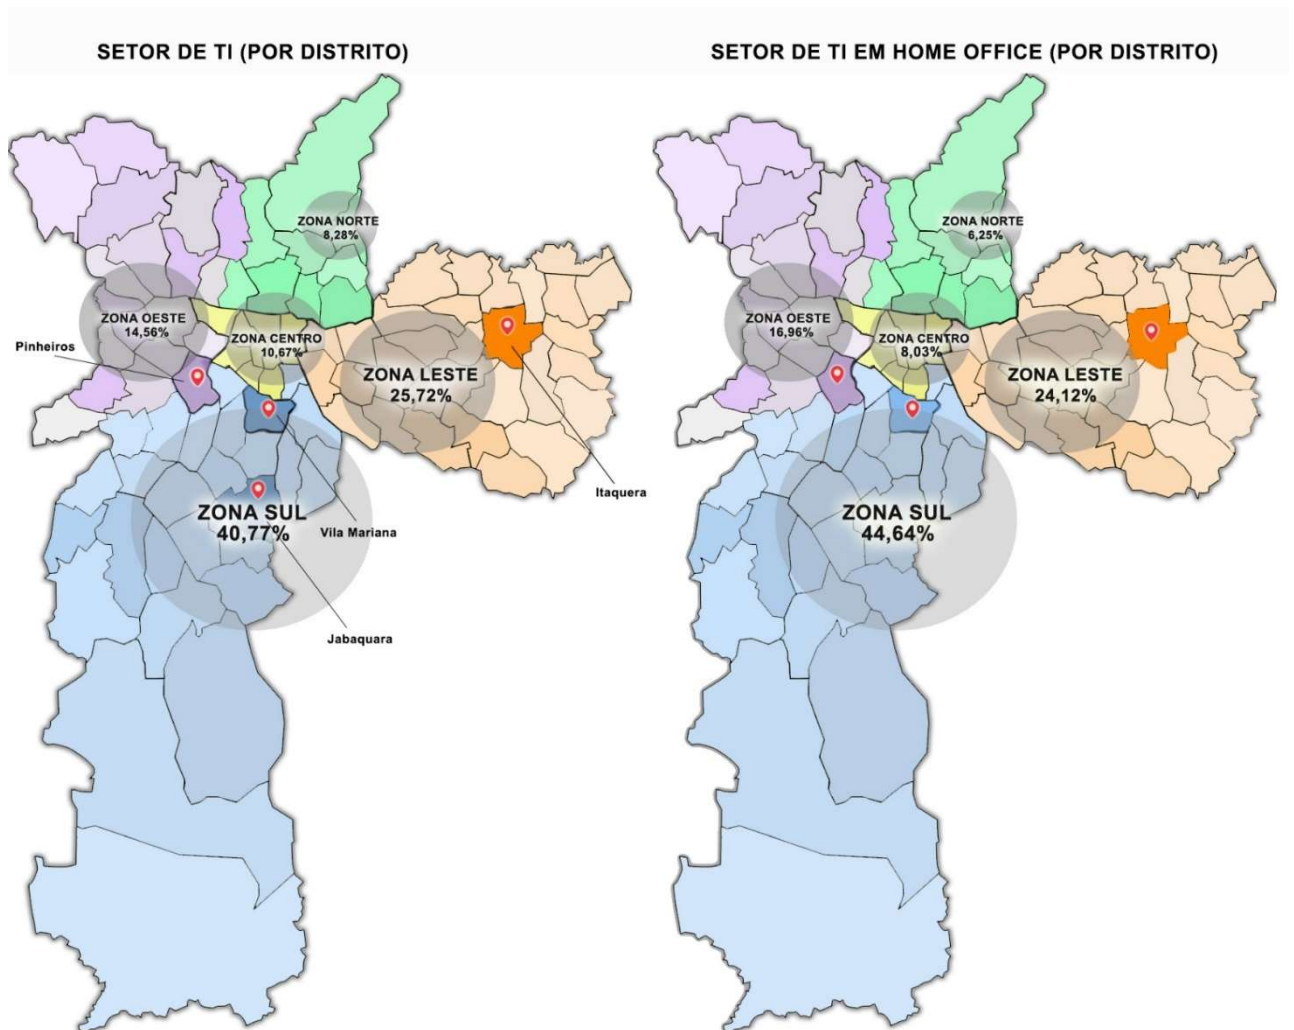 SETOR DE TI (POR DISTRITO)
ZONA NORTE
8,28%
ZONA OESTE
14,56%
ZONA CENTRO
10,67%
Pinheiros
ZONA LESTE
25,72%
Itaquera
ZONA SUL
40,77%
Vila Mariana
Jabaquara
SETOR DE TI EM HOME OFFICE (POR DISTRITO)
ZONA NORTE
6,25%
ZONA OESTE
16,96%
ZONA CENTRO
8,03%
ZONA LESTE
24,12%
ZONA SUL
44,64%